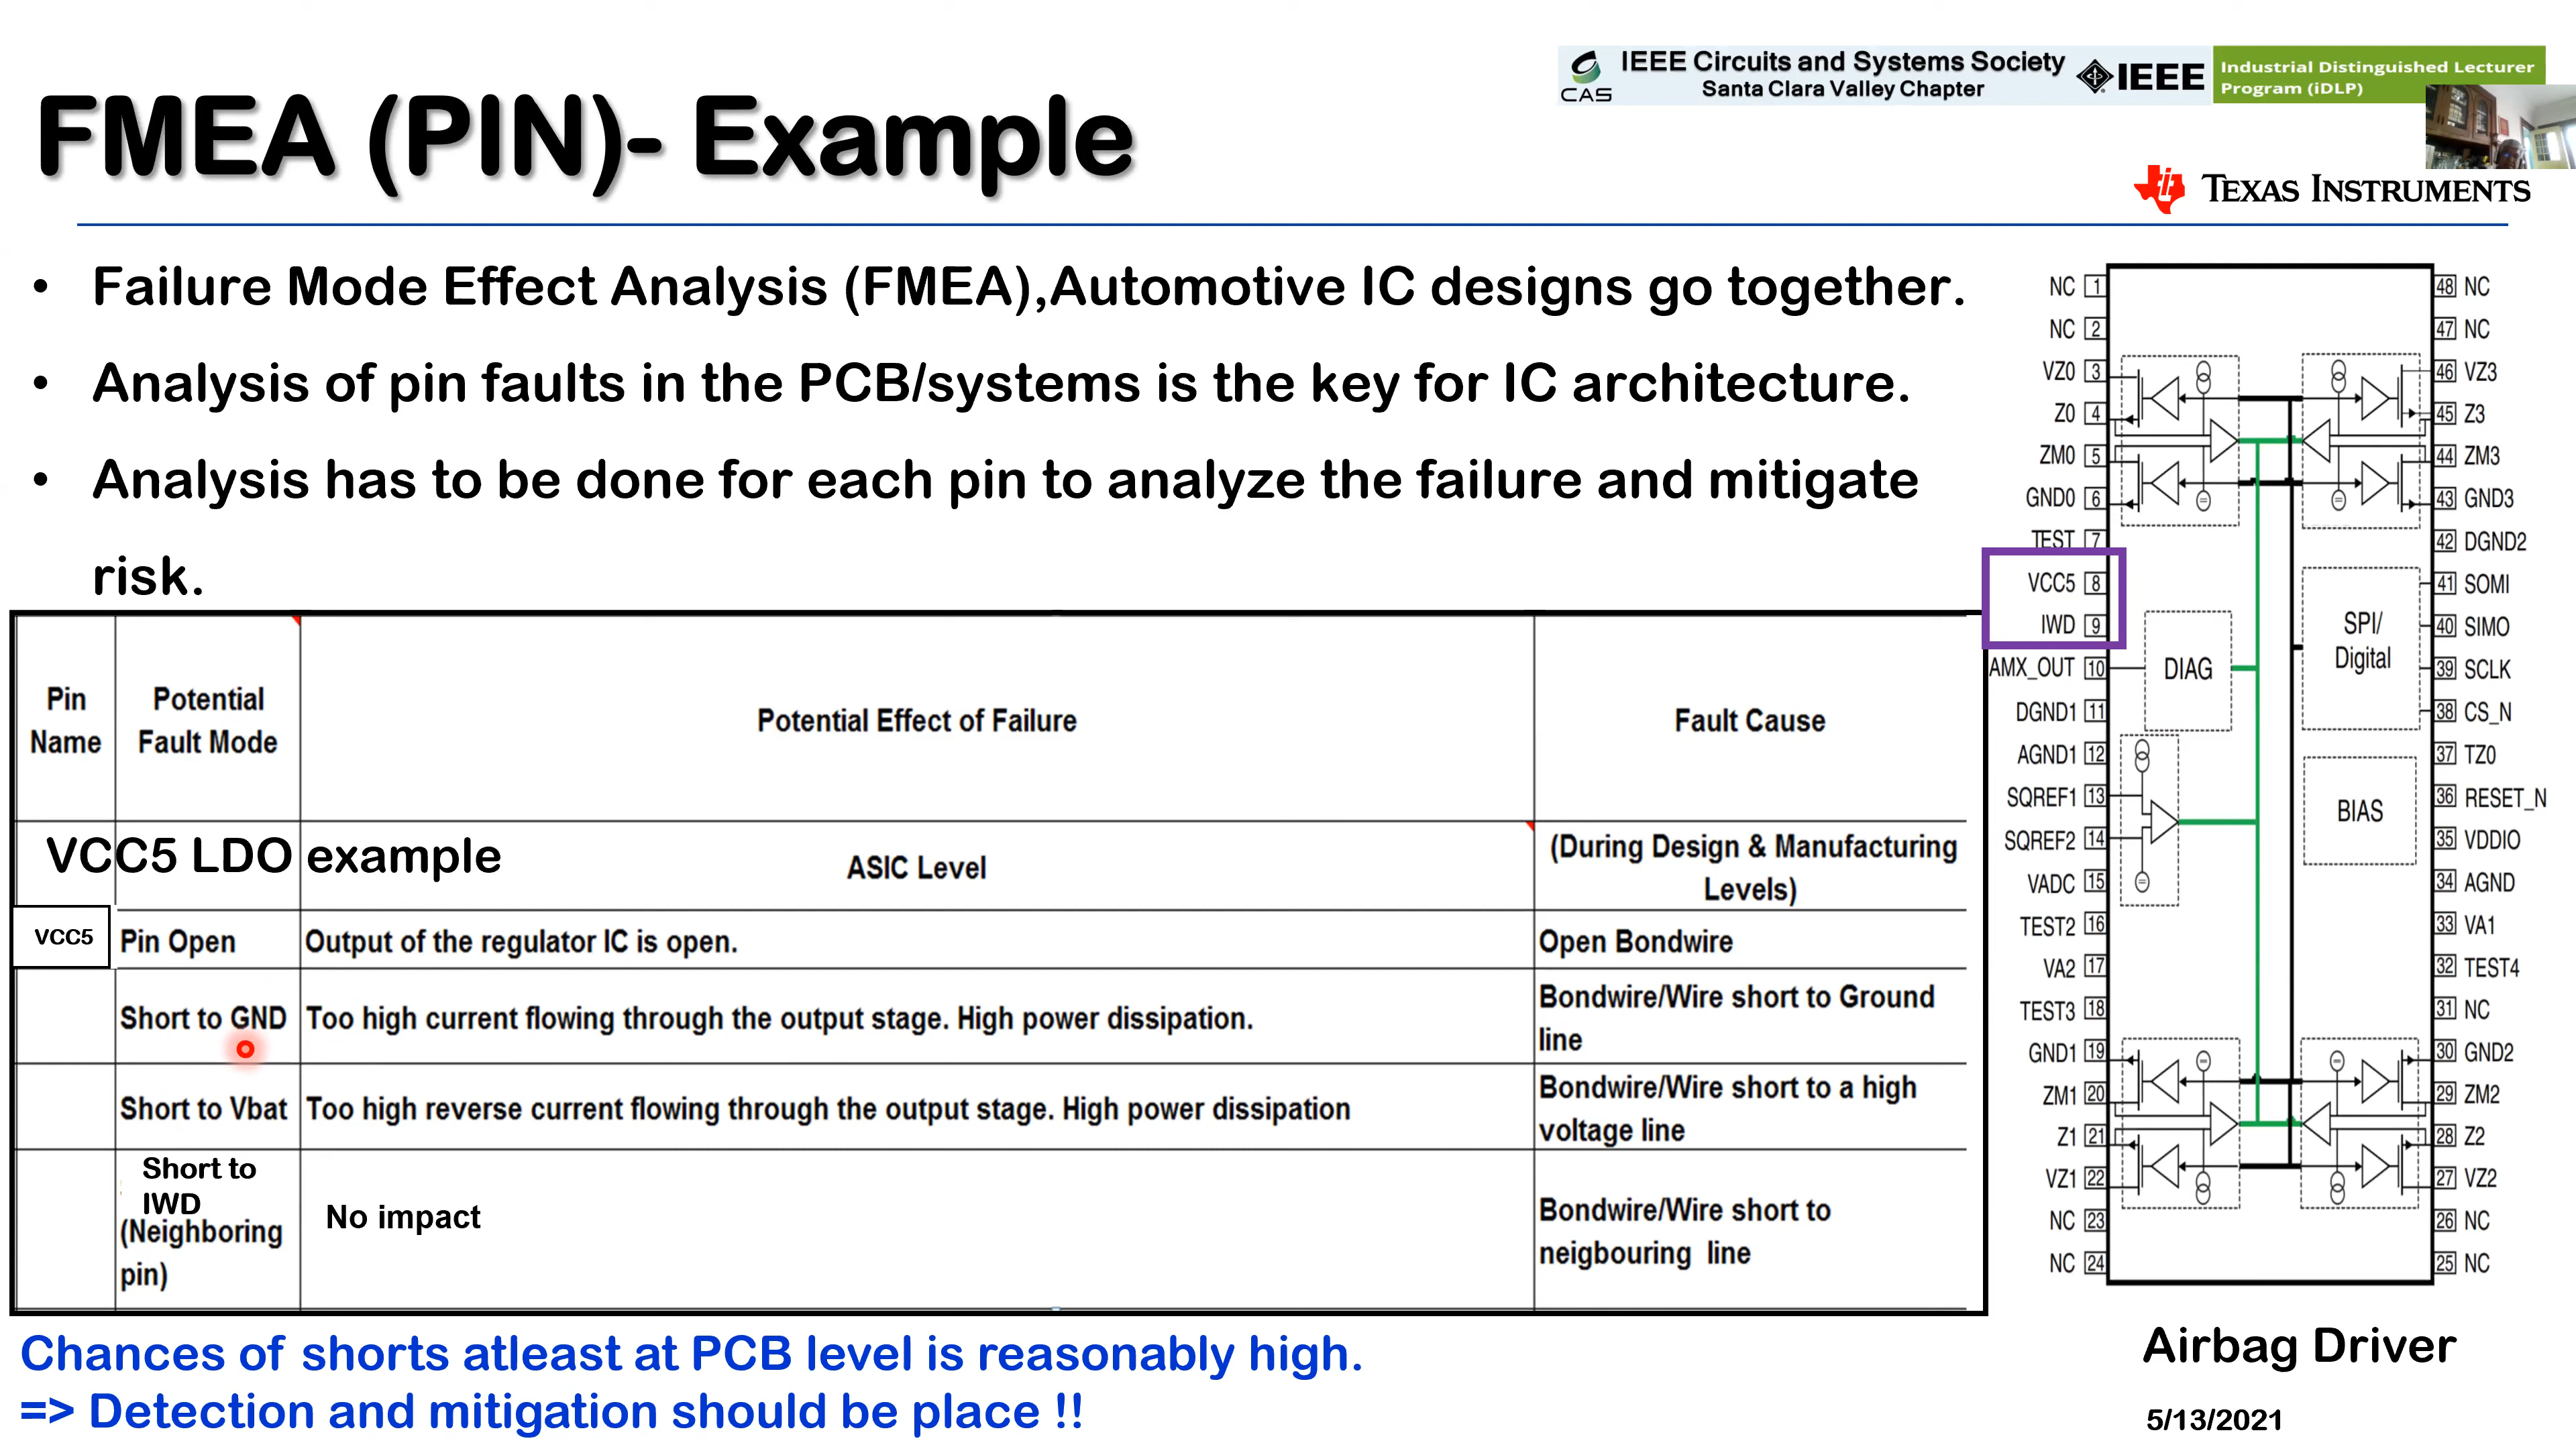 IEEE Circuits and Systems Society
Santa Clara Valley Chapter
CAS
IEEE
Industrial Distinguished Lecturer
Program (iDLP)
FMEA (PIN)- Example
TEXAS INSTRUMENTS
• Failure Mode Effect Analysis (FMEA),Automotive IC designs go together.
• Analysis of pin faults in the PCB/systems is the key for IC architecture.
• Analysis has to be done for each pin to analyze the failure and mitigate
risk.
Pin
Name
Potential
Fault Mode
Potential Effect of Failure
Fault Cause
VCC5 LDO example
ASIC Level
(During Design & Manufacturing
Levels)
VCC5
Pin Open
Output of the regulator IC is open.
Open Bondwire
Short to GND
Too high current flowing through the output stage. High power dissipation.
Bondwire/Wire short to Ground
line
Short to Vbat
Too high reverse current flowing through the output stage. High power dissipation
Bondwire/Wire short to a high
voltage line
Short to
IWD
(Neighboring
pin)
No impact
Bondwire/Wire short to
neigbouring line
Chances of shorts atleast at PCB level is reasonably high.
=> Detection and mitigation should be place !!
NC 1
NC 2
VZ0 3
Z0 4
ZM0 5
GND0 6
TEST 7
VCC5 8
IWD 9
AMX_OUT 10
DGND1 11
AGND1 12
SQREF1 13
SQREF2 14
VADC 15
TEST2 16
VA2 17
TEST3 18
GND1 19
ZM1 20
Z1 21
VZ1 22
NC 23
NC 24
DIAG
SPI/
Digital
BIAS
48 NC
47 NC
46 VZ3
45 Z3
44 ZM3
43 GND3
42 DGND2
41 SOMI
40 SIMO
39 SCLK
38 CS_N
37 TZ0
36 RESET_N
35 VDDIO
34 AGND
33 VA1
32 TEST4
31 NC
30 GND2
29 ZM2
28 Z2
27 VZ2
26 NC
25 NC
Airbag Driver
5/13/2021